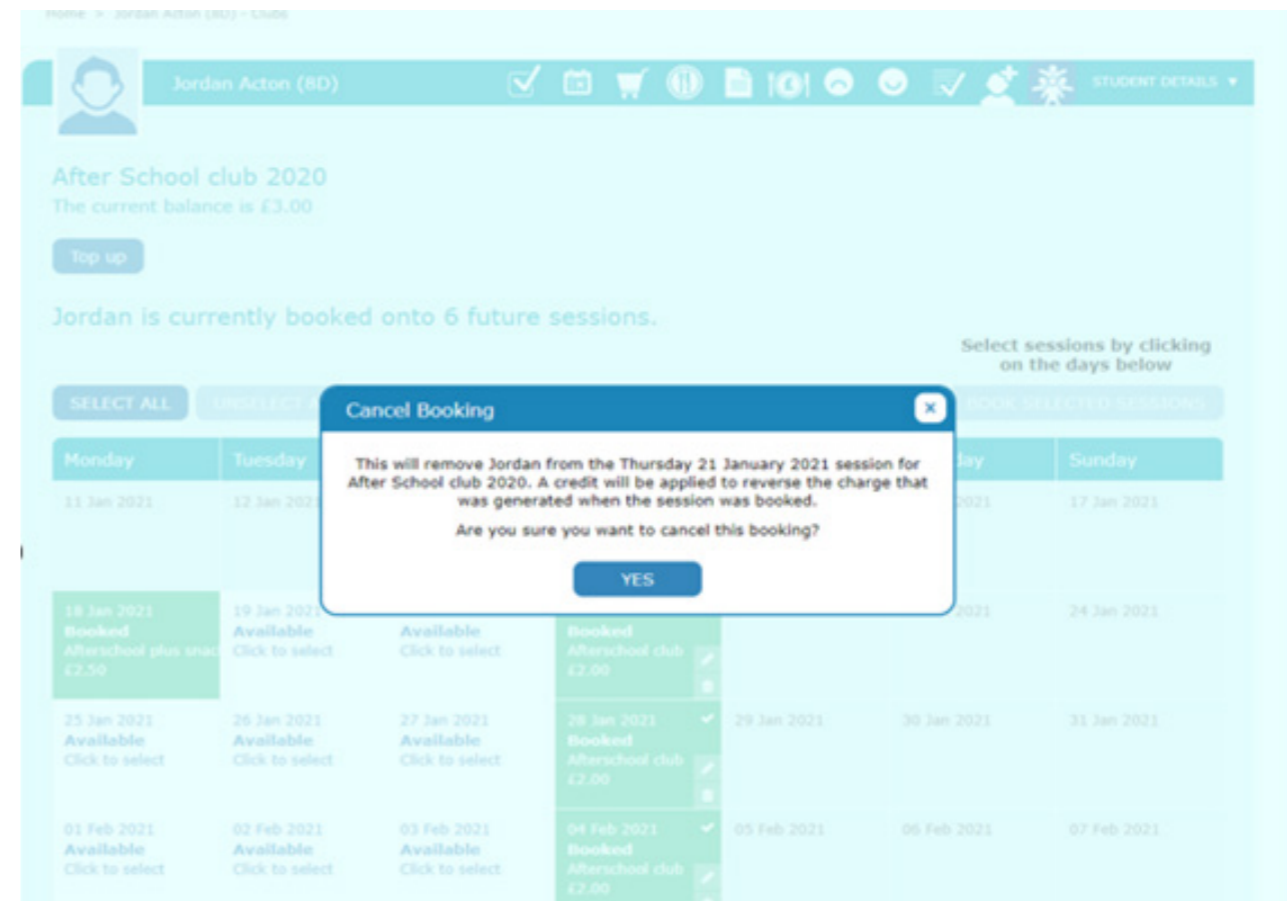 Home > Jordan Acton (8D) - Clubs
Jordan Acton (8D)
STUDENT DETAILS
After School club 2020
The current balance is £3.00
Top up
Jordan is currently booked onto 6 future sessions.
Select sessions by clicking
on the days below
SELECT ALL
UNSELECT
BOOK SELECTED SESSIONS
Cancel Booking
This will remove Jordan from the Thursday 21 January 2021 session for
After School club 2020. A credit will be applied to reverse the charge that
was generated when the session was booked.
Are you sure you want to cancel this booking?
YES
Monday Tuesday Sunday
11 Jan 2021 12 Jan 2021 2021 17 Jan 2021
18 Jan 2021 19 Jan 2021 2021 24 Jan 2021
Booked Available Available Booked
Afterschool plus snac Click to select Click to select Afterschool club
£2.50 £2.00
25 Jan 2021 26 Jan 2021 27 Jan 2021 28 Jan 2021 29 Jan 2021 30 Jan 2021 31 Jan 2021
Available Available Available Booked
Click to select Click to select Click to select Afterschool club
£2.00
01 Feb 2021 02 Feb 2021 03 Feb 2021 04 Feb 2021 05 Feb 2021 06 Feb 2021 07 Feb 2021
Available Available Available Booked
Click to select Click to select Click to select Afterschool club
£2.00